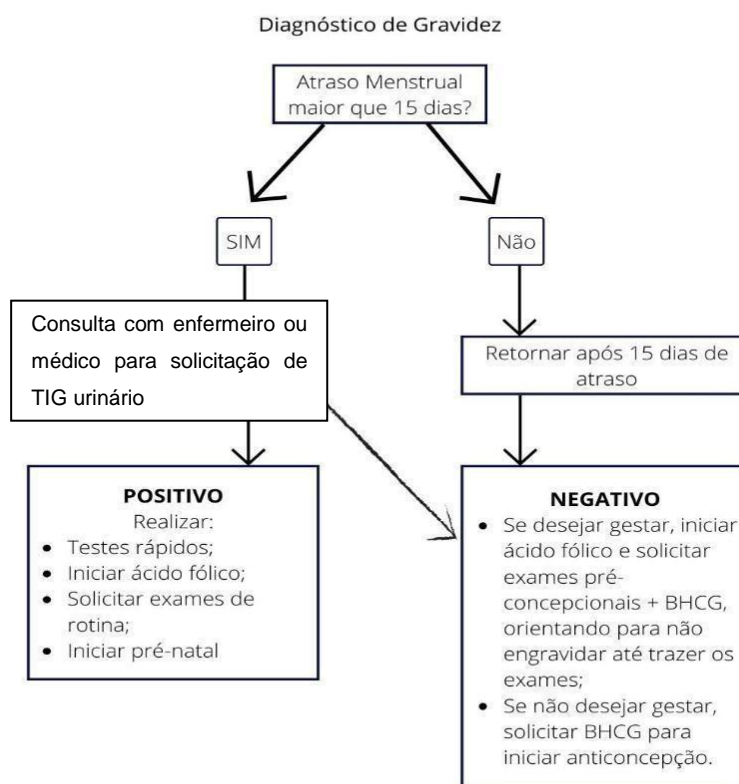 Diagnóstico de Gravidez
Atraso Menstrual
maior que 15 dias?
SIM
Não
Consulta com enfermeiro ou
médico para solicitação de
TIG urinário
Retornar após 15 dias de
atraso
POSITIVO
Realizar:
• Testes rápidos;
• Iniciar ácido fólico;
• Solicitar exames de
rotina;
• Iniciar pré-natal
NEGATIVO
• Se desejar gestar, iniciar
ácido fólico e solicitar
exames pré-
concepcionais + BHCG,
orientando para não
engravidar até trazer os
exames;
• Se não desejar gestar,
solicitar BHCG para
iniciar anticoncepção.